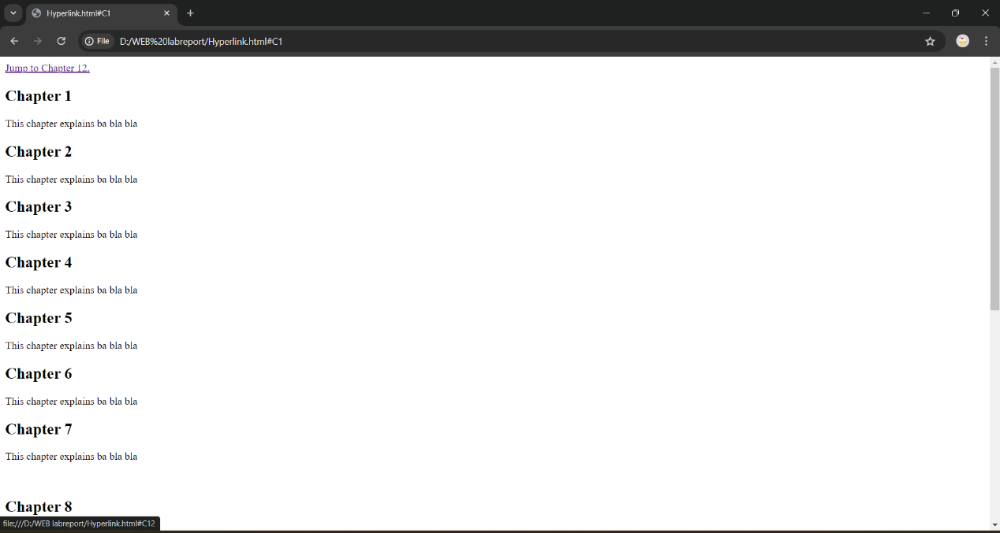 Hyperlink.html#C1
File D:/WEB%20labreport/Hyperlink.html#C1
Jump to Chapter 12.
Chapter 1
This chapter explains ba bla bla
Chapter 2
This chapter explains ba bla bla
Chapter 3
This chapter explains ba bla bla
Chapter 4
This chapter explains ba bla bla
Chapter 5
This chapter explains ba bla bla
Chapter 6
This chapter explains ba bla bla
Chapter 7
This chapter explains ba bla bla
Chapter 8
file:///D:/WEB labreport/Hyperlink.html#C12